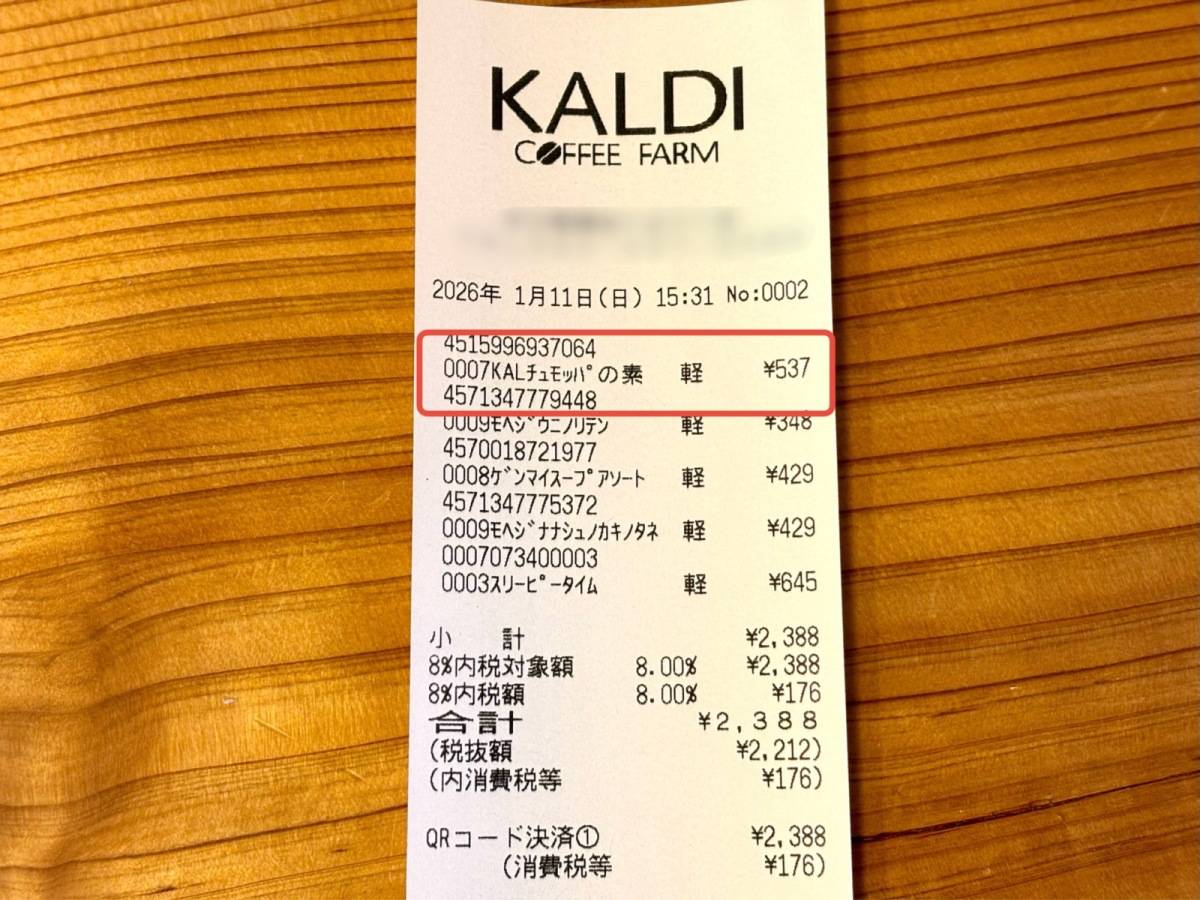 KALDI
COFFEE FARM
2026年 1月11日(日) 15:31 No:0002
4515996937064
0007KALﾁｭﾓｯﾊﾟの素 軽 ¥537
4571347779448
0009ﾓﾍｼﾞｳﾆﾉﾘﾃﾝ 軽 ¥348
4570018721977
0008ｹﾞﾝﾏｲｽｰﾌﾟｱｿｰﾄ 軽 ¥429
4571347775372
0009ﾓﾍｼﾞﾅﾅｼｭﾉｶｷﾉﾀﾈ 軽 ¥429
0007073400003
0003ｽﾘｰﾋﾟｰﾀｲﾑ 軽 ¥645
小 計 ¥2,388
8%内税対象額 8.00% ¥2,388
8%内税額 8.00% ¥176
合計 ¥2,388
(税抜額 ¥2,212)
(内消費税等 ¥176)
QRコード決済① ¥2,388
(消費税等 ¥176)